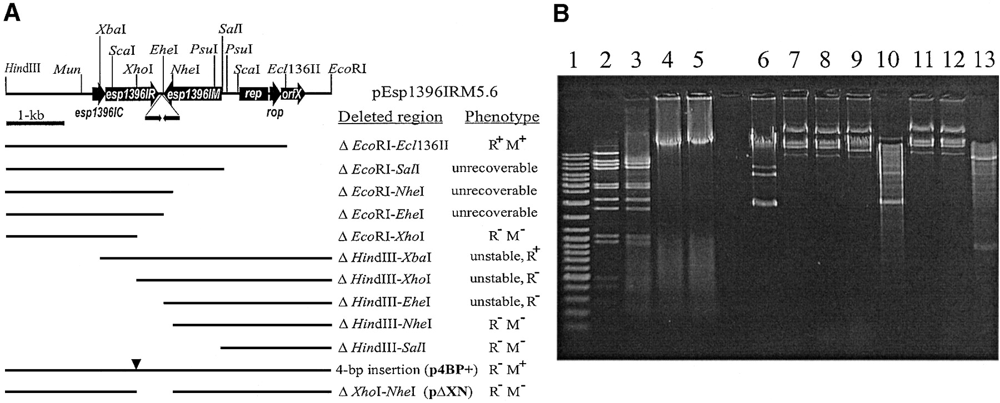 A
B
XbaI
SalI
ScaI
EheI
PsuI
PsuI
HindIII
Mun
XhoI
NheI
ScaI
Ecl136II
EcoRI
esp1396IR
esp1396IM
rep
orfX
pEsp1396IRM5.6
esp1396IC
rop
1-kb
Deleted region Phenotype
Δ EcoRI-Ecl136II R+ M+
Δ EcoRI-SalI unrecoverable
Δ EcoRI-NheI unrecoverable
Δ EcoRI-EheI unrecoverable
Δ EcoRI-XhoI R- M-
Δ HindIII-XbaI unstable, R+
Δ HindIII-XhoI unstable, R-
Δ HindIII-EheI unstable, R-
Δ HindIII-NheI R- M-
Δ HindIII-SalI R- M-
4-bp insertion (p4BP+) R- M+
Δ XhoI-NheI (pΔXN) R- M-
1 2 3 4 5 6 7 8 9 10 11 12 13